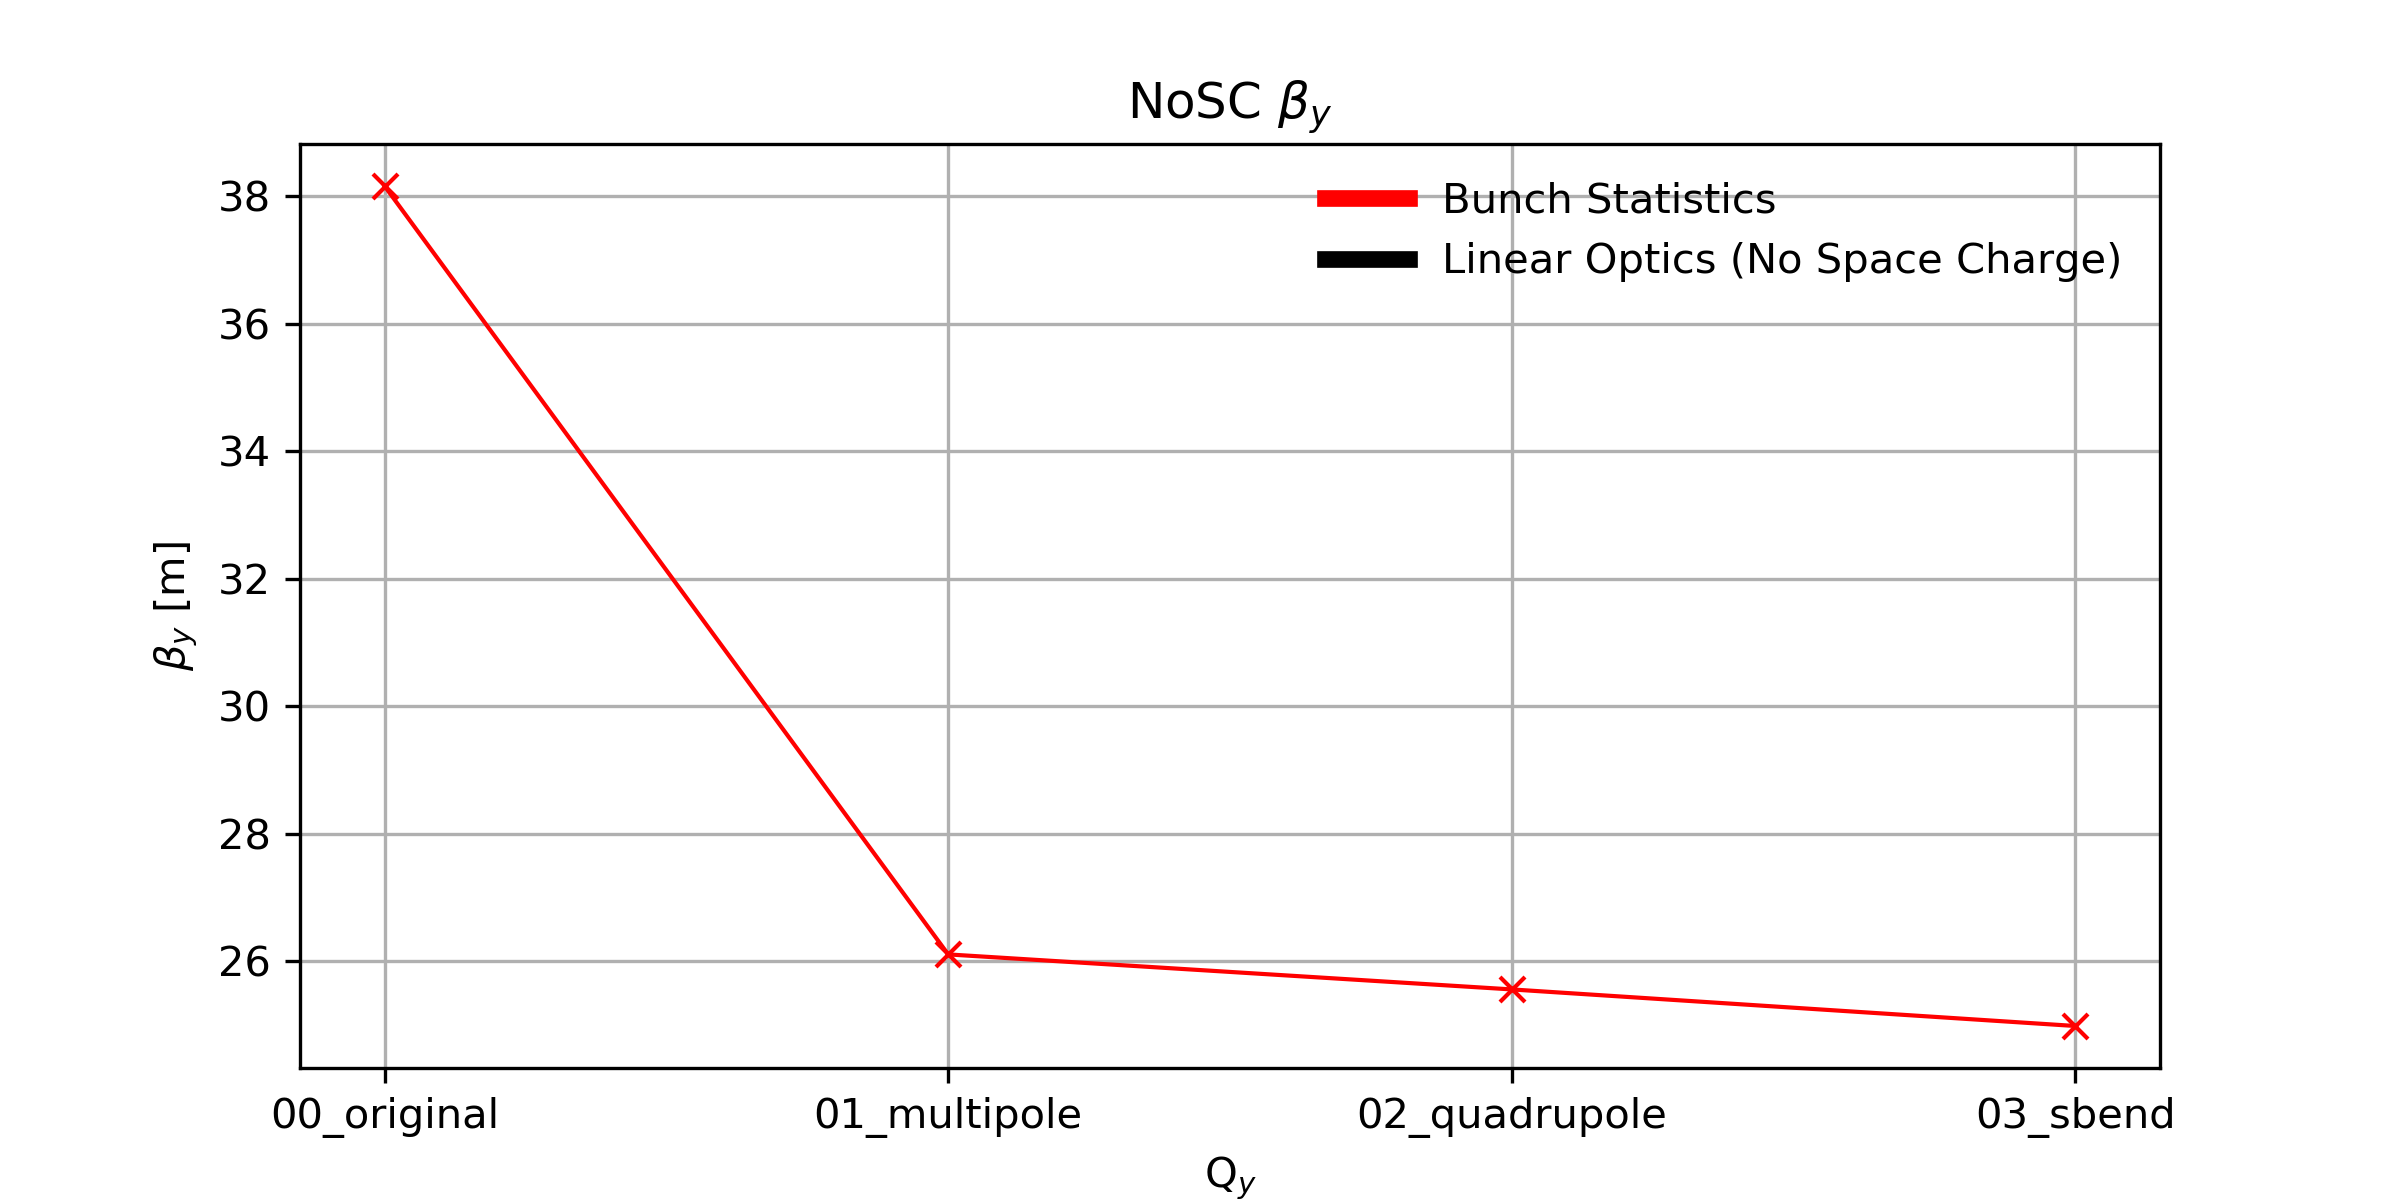 NoSC βy
38
36
34
32
30
28
26
βy [m]
Bunch Statistics
Linear Optics (No Space Charge)
00_original
01_multipole
02_quadrupole
03_sbend
Qy